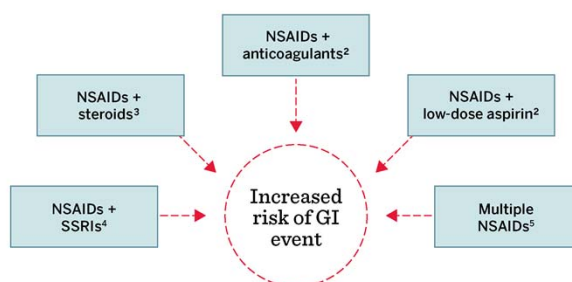 NSAIDs +
anticoagulants²
NSAIDs +
steroids³
NSAIDs +
low-dose aspirin²
NSAIDs +
SSRIs⁴
Increased
risk of GI
event
Multiple
NSAIDs⁵